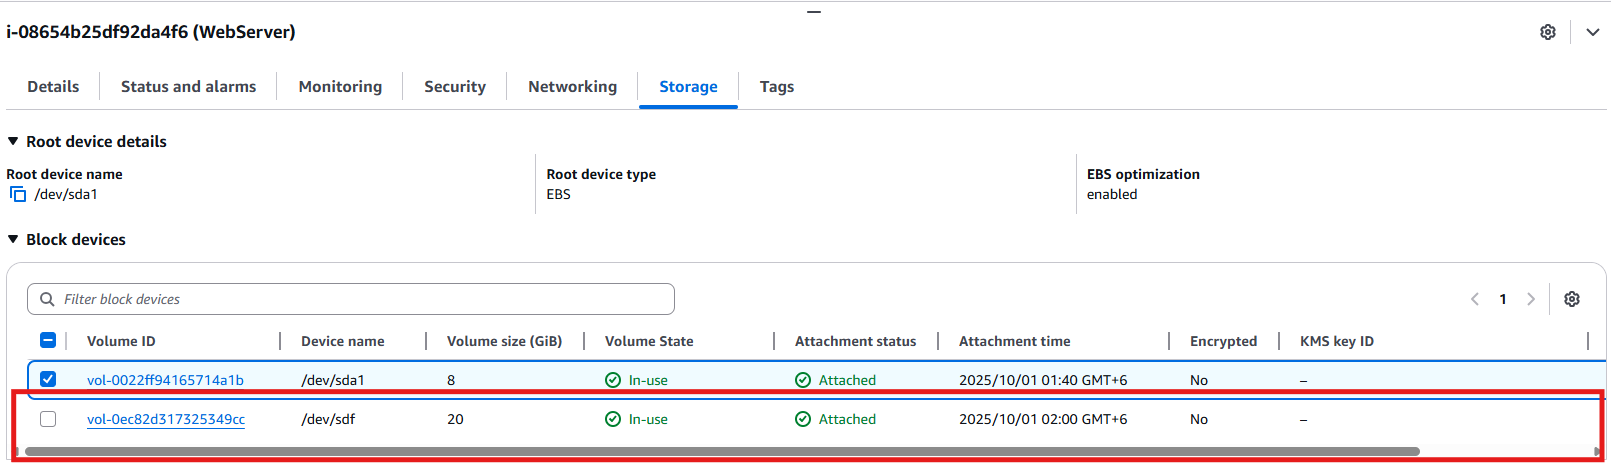 i-08654b25df92da4f6 (WebServer)
Details Status and alarms Monitoring Security Networking Storage Tags
Root device details
Root device name Root device type EBS optimization
/dev/sda1 EBS enabled
Block devices
Filter block devices 1
Volume ID Device name Volume size (GiB) Volume State Attachment status Attachment time Encrypted KMS key ID
vol-0022ff94165714a1b /dev/sda1 8 In-use Attached 2025/10/01 01:40 GMT+6 No –
vol-0ec82d317325349cc /dev/sdf 20 In-use Attached 2025/10/01 02:00 GMT+6 No –